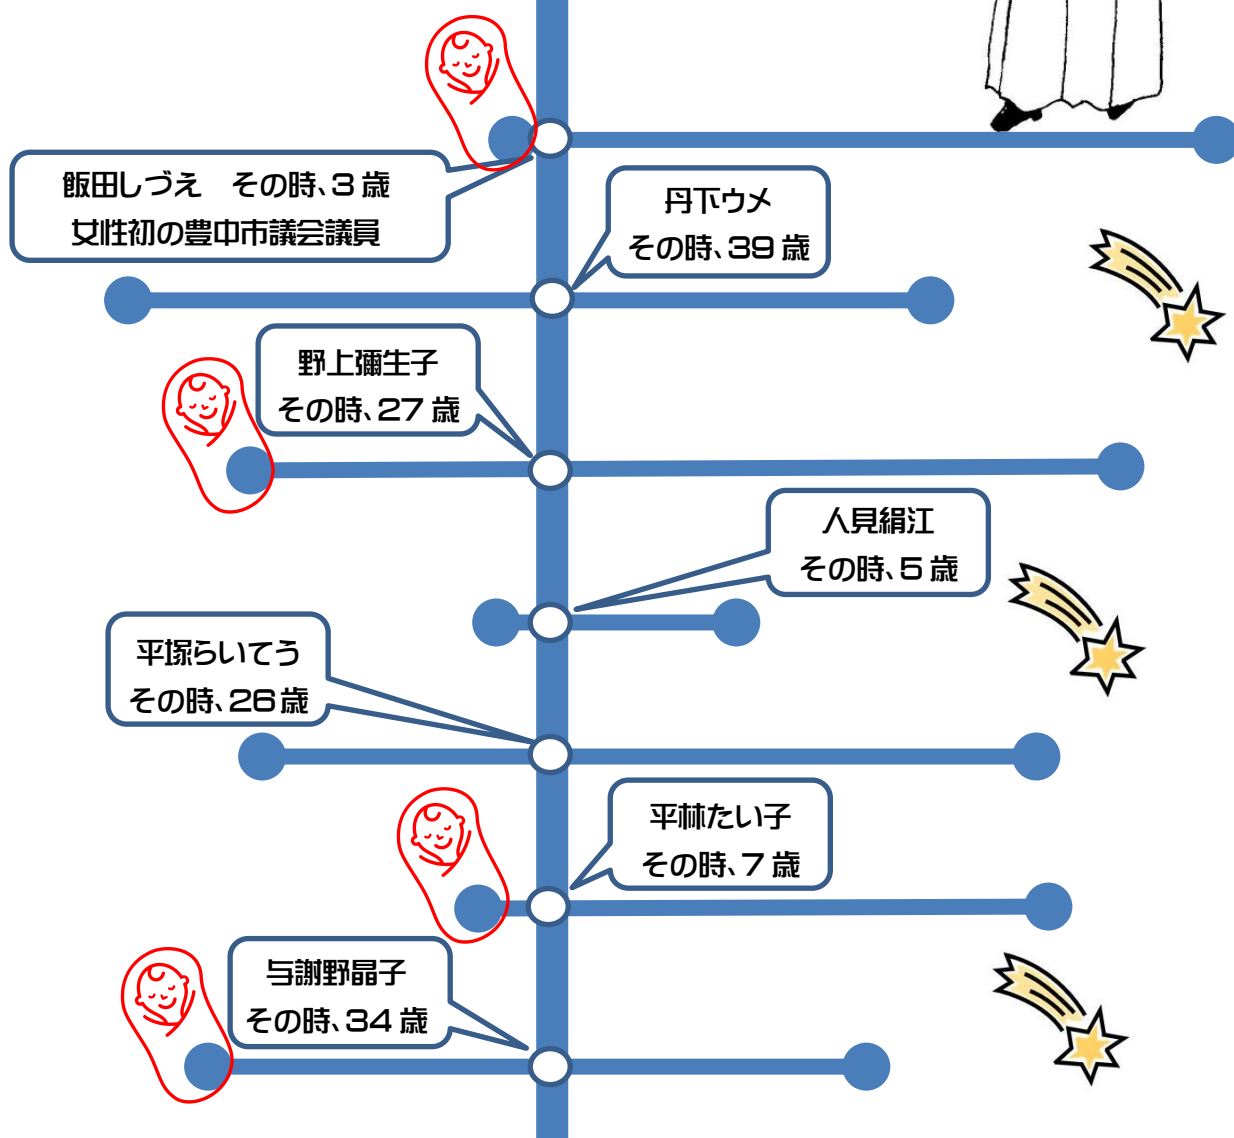 飯田しづえ　その時、3歳
女性初の豊中市議会議員
丹下ウメ
その時、39歳
野上彌生子
その時、27歳
人見絹江
その時、5歳
平塚らいてう
その時、26歳
平林たい子
その時、7歳
与謝野晶子
その時、34歳